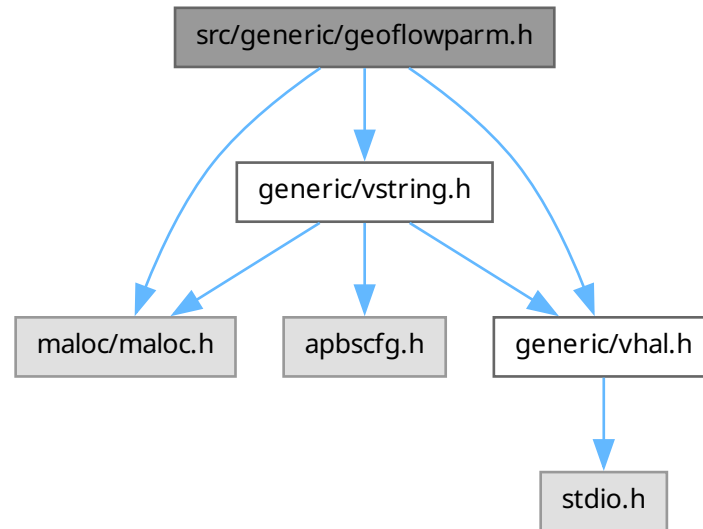 src/generic/geoflowparm.h
generic/vstring.h
maloc/maloc.h
apbscfg.h
generic/vhal.h
stdio.h